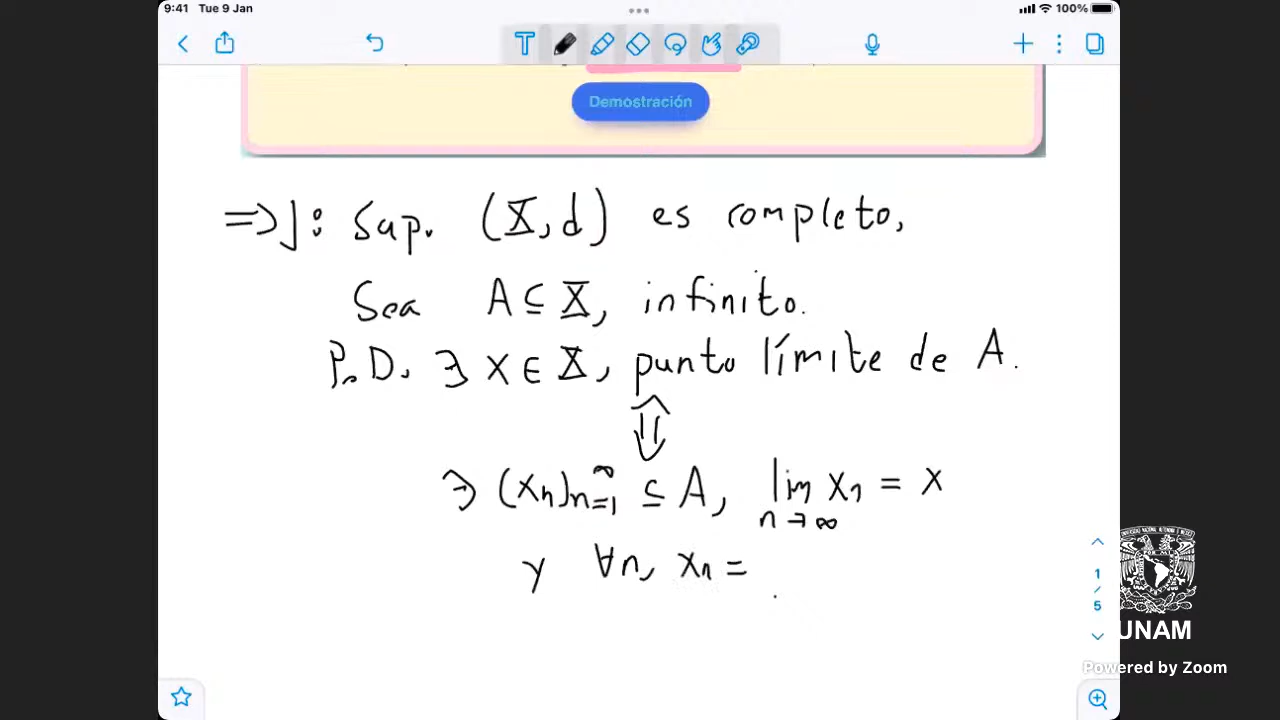 9:41 Tue 9 Jan
100%
Demostración
=>]: Sup. (X, d) es completo,
Sea A ⊆ X, infinito.
P.D. ∃ x ∈ X, punto límite de A.
⇕
∃ (xn)n=1^∞ ⊆ A, lim n→∞ xn = x
y ∀n, xn =
1
/
5
UNAM
Powered by Zoom